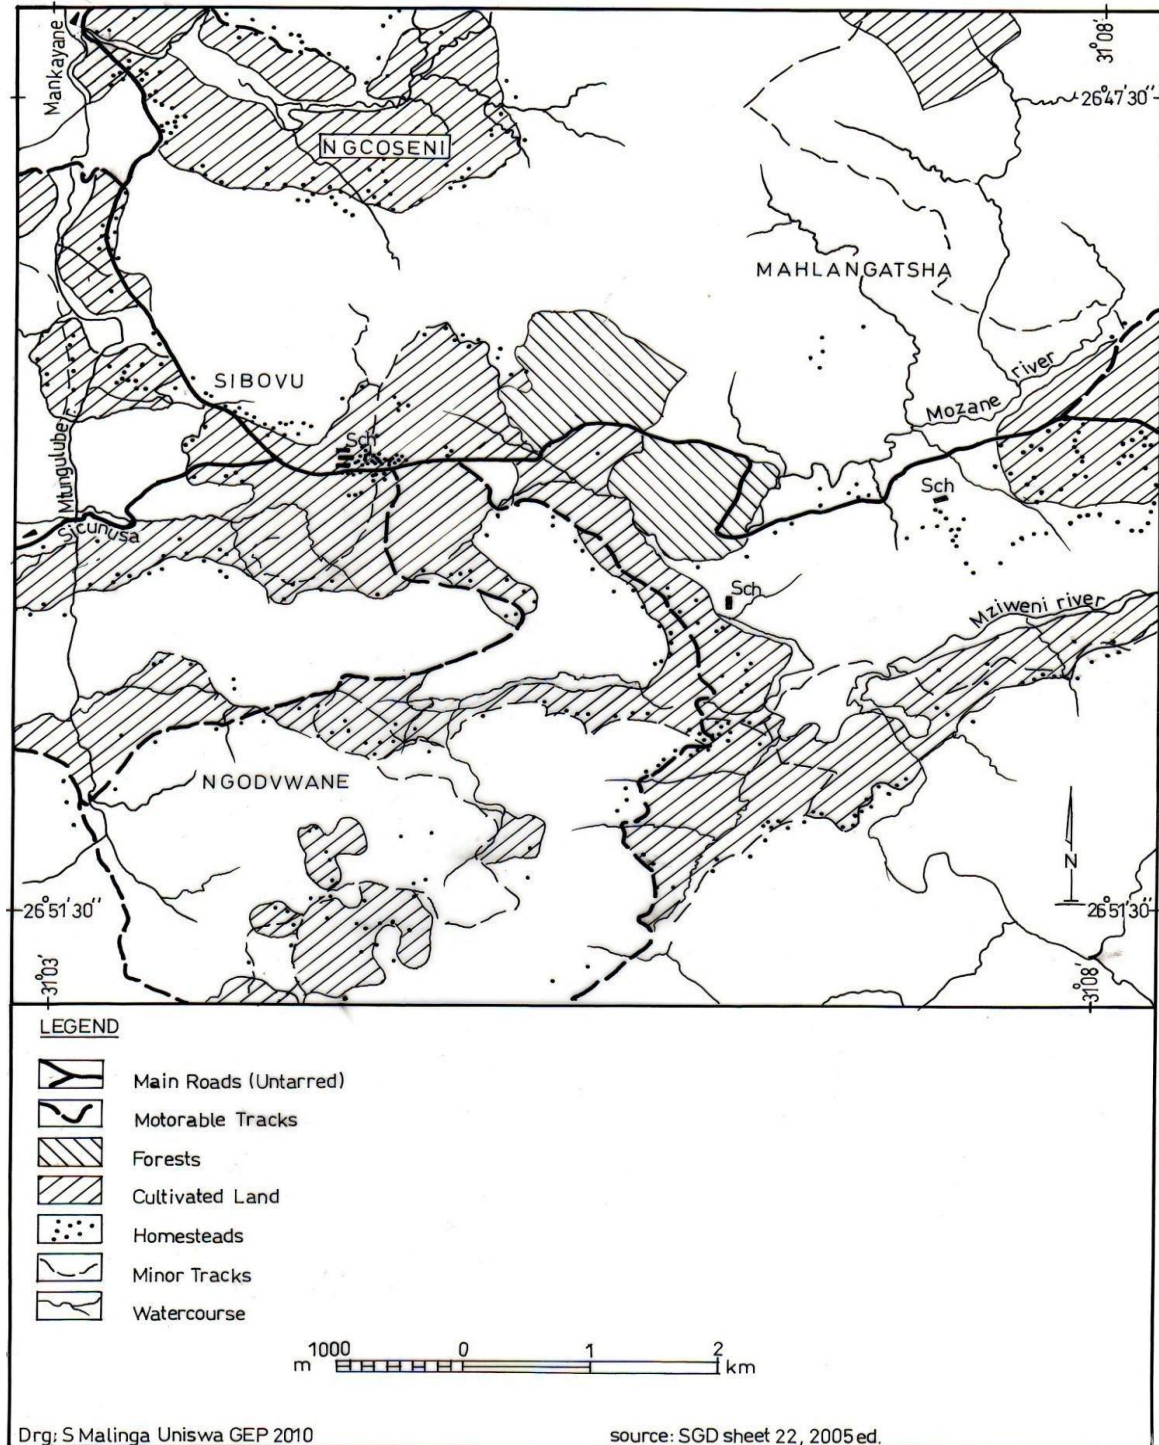 Mankayane
31°08'
26°47'30''
NGCOSENI
MAHLANGATSHA
SIBOVU
Mozane river
Sch
Mtungulube r.
Sch
Sicunusa
Sch
Mziweni river
NGODVWANE
N
26°51'30''
26°51'30''
31°03'
31°08'
LEGEND
Main Roads (Untarred)
Motorable Tracks
Forests
Cultivated Land
Homesteads
Minor Tracks
Watercourse
m 1000 0 1 2 km
Drg; S Malinga Uniswa GEP 2010
source: SGD sheet 22, 2005 ed.